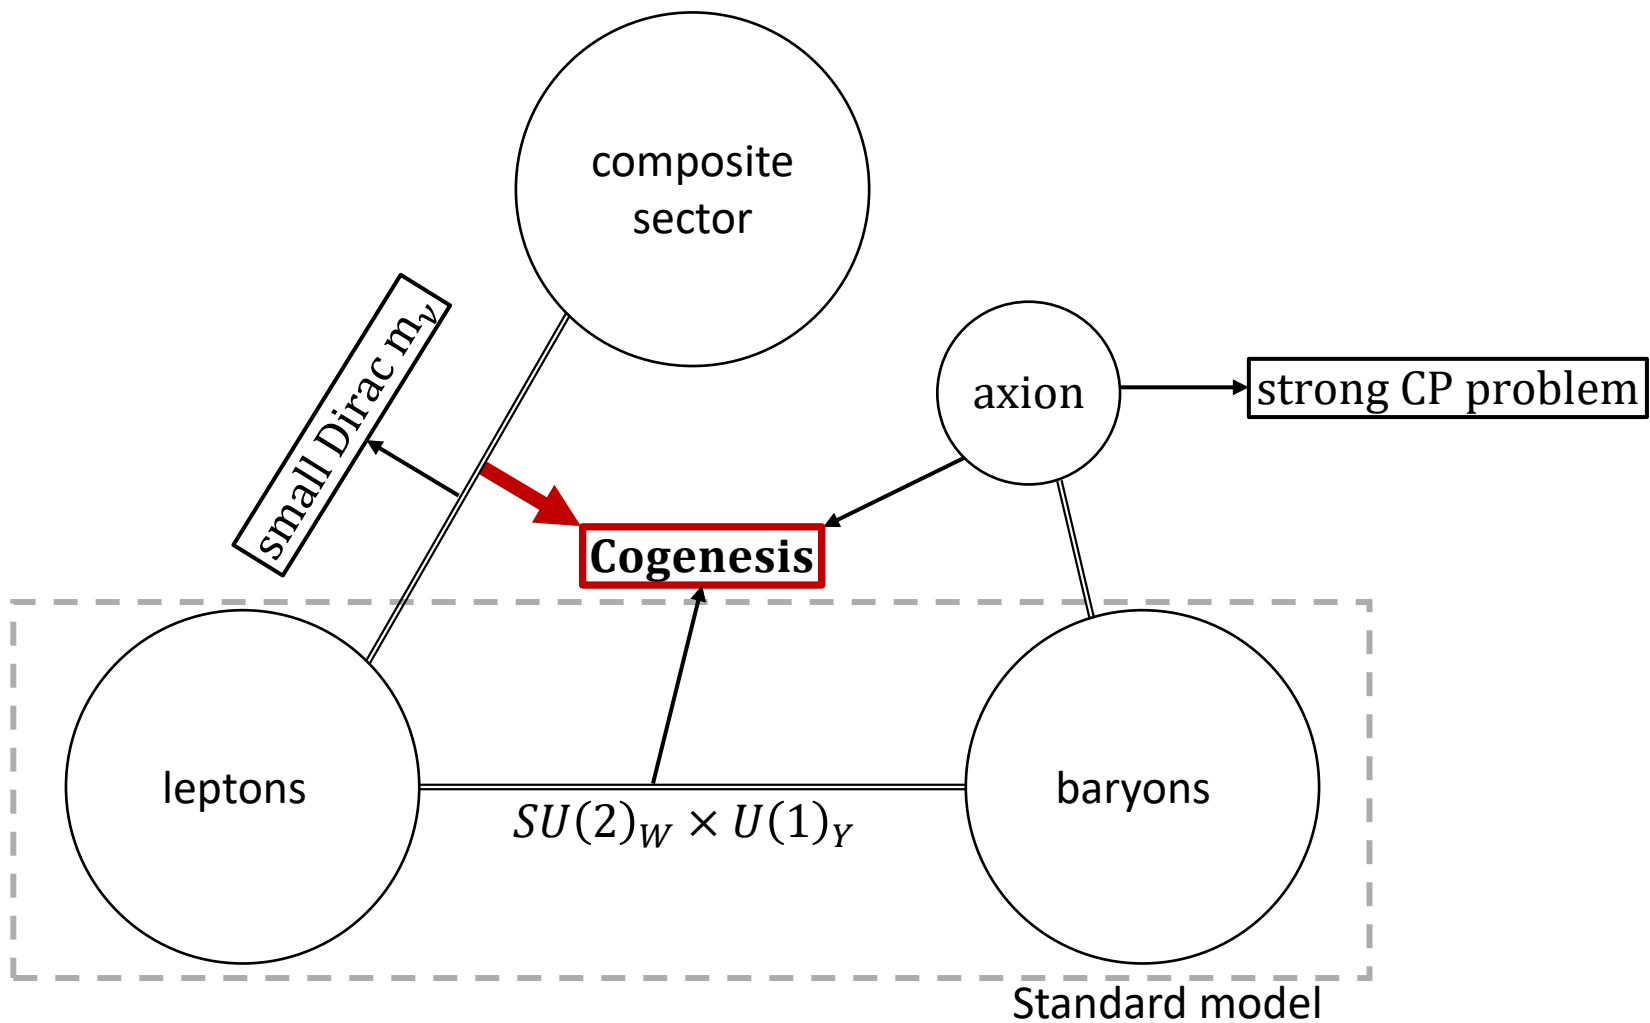 composite
sector
small Dirac m_ν
axion
strong CP problem
Cogenesis
leptons
baryons
SU(2)_W × U(1)_Y
Standard model